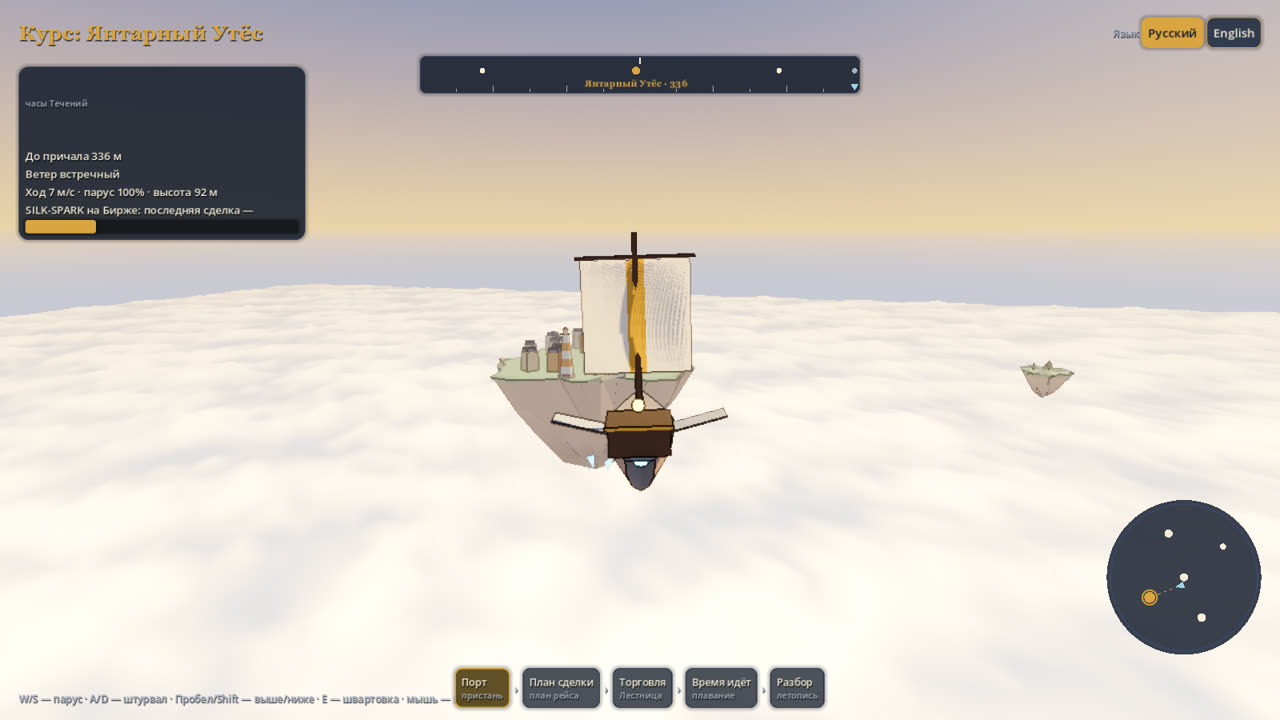 Курс: Янтарный Утёс
Язык
Русский
English
Янтарный Утёс · 336
часы Течений
До причала 336 м
Ветер встречный
Ход 7 м/с · парус 100% · высота 92 м
SILK-SPARK на Бирже: последняя сделка —
W/S — парус · A/D — штурвал · Пробел/Shift — выше/ниже · E — швартовка · мышь —
Порт
пристань
›
План сделки
план рейса
›
Торговля
Лестница
›
Время идёт
плавание
›
Разбор
летопись